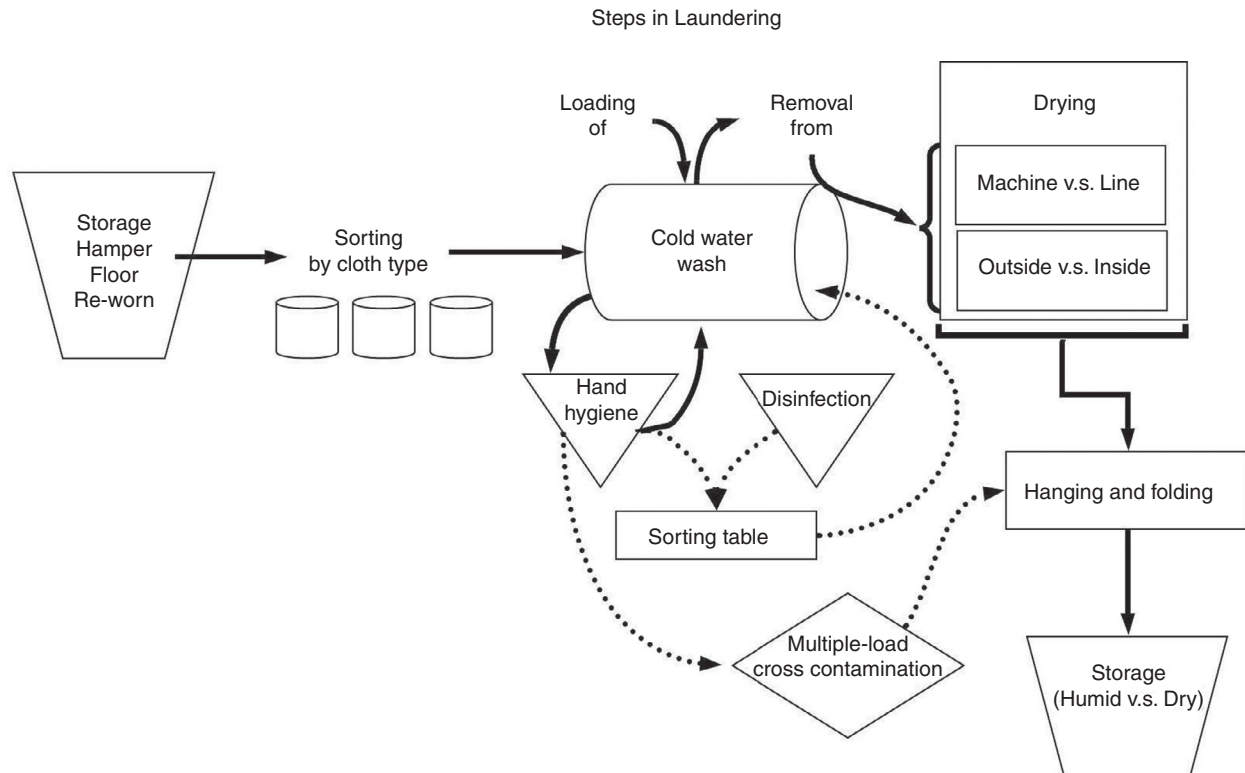 Steps in Laundering
Storage
Hamper
Floor
Re-worn
Sorting
by cloth type
Loading
of
Removal
from
Cold water
wash
Drying
Machine v.s. Line
Outside v.s. Inside
Hand
hygiene
Disinfection
Sorting table
Multiple-load
cross contamination
Hanging and folding
Storage
(Humid v.s. Dry)